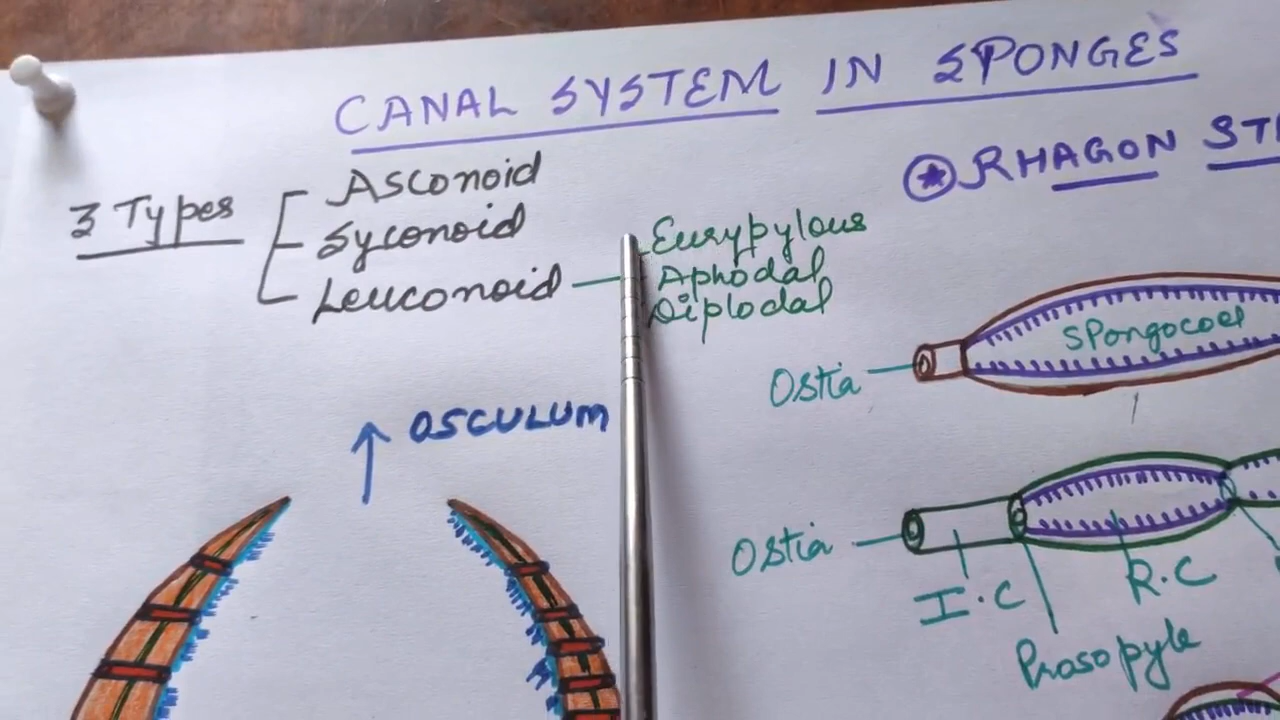 CANAL SYSTEM IN SPONGES
3 Types
Asconoid
Syconoid
Leuconoid
Eurypylous
Aphodal
Diplodal
RHAGON
OSCULUM
Spongocoel
Ostia
Ostia
I.C
R.C
Prosopyle